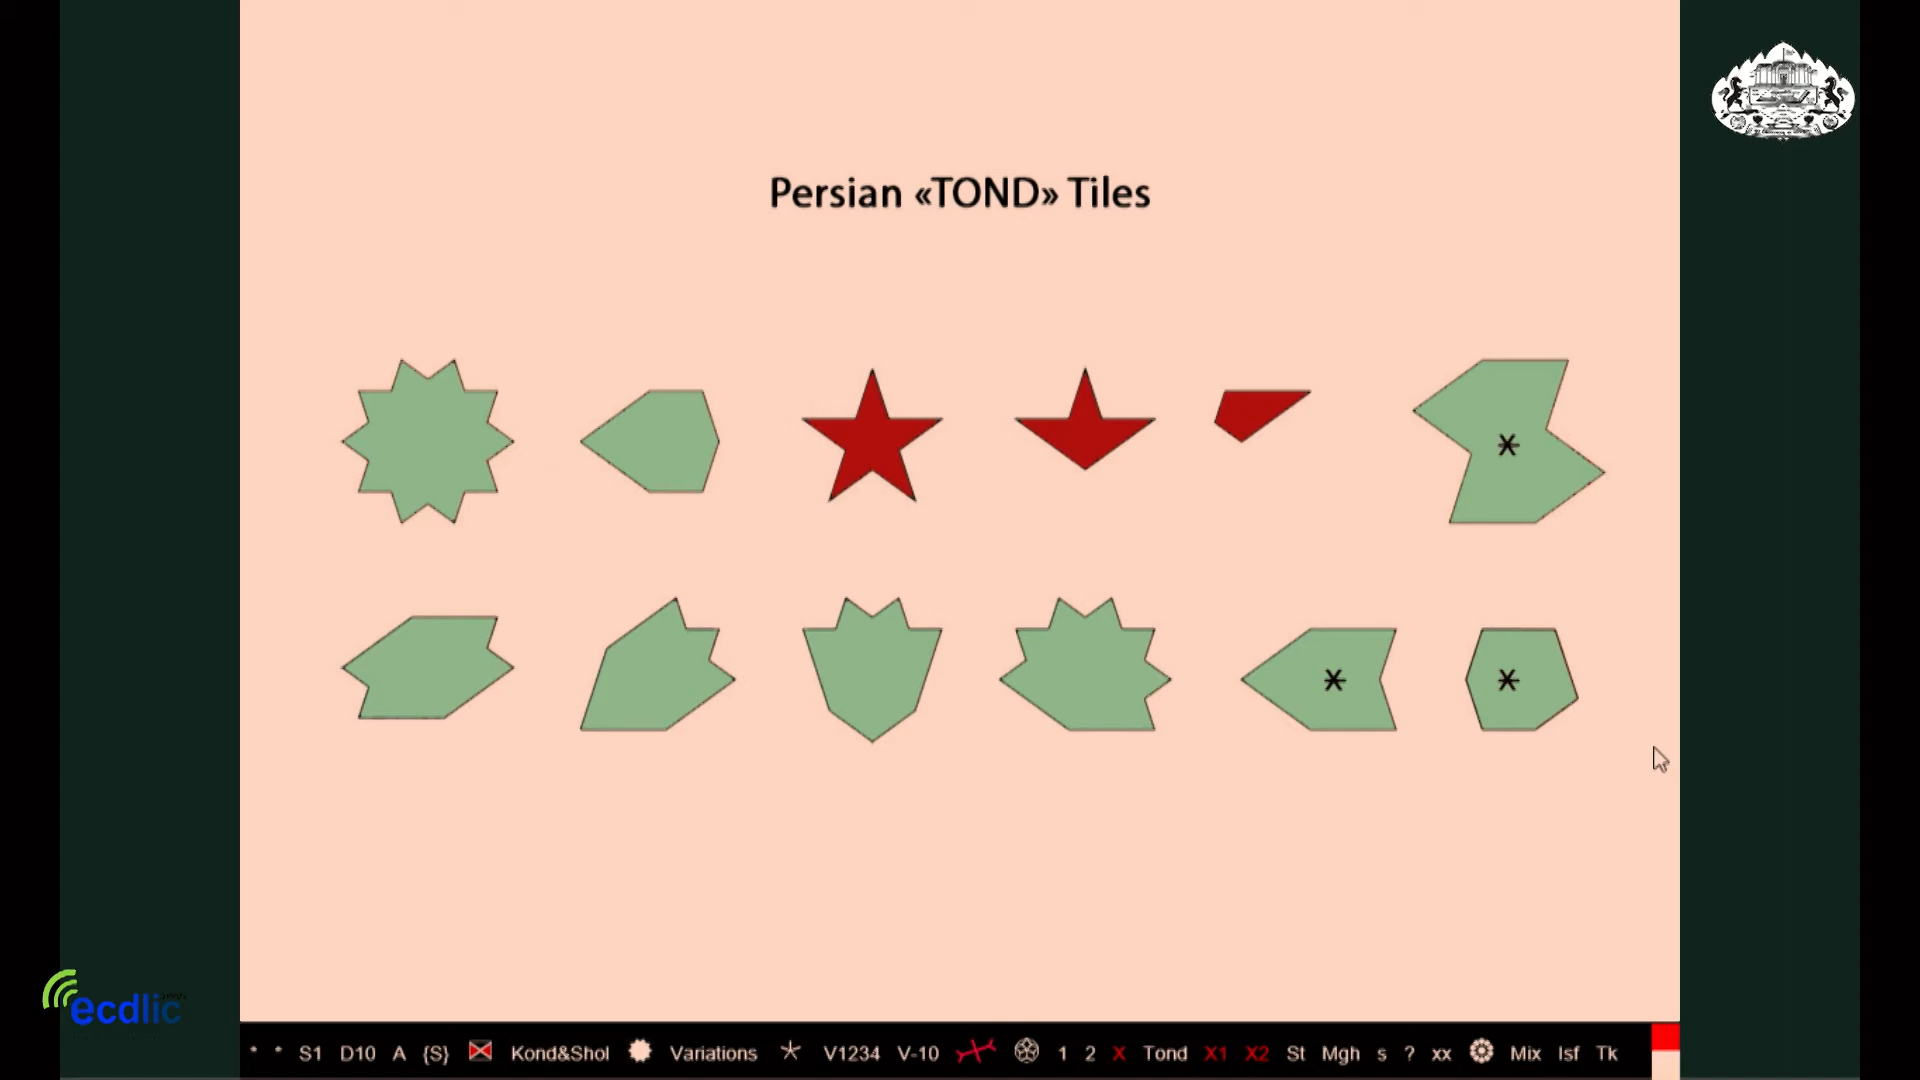 Persian «TOND» Tiles
*
* *
ecdlic
* * S1 D10 A {S} Kond&Shol Variations V1234 V-10 1 2 X Tond X1 X2 St Mgh s ? xx Mix Isf Tk